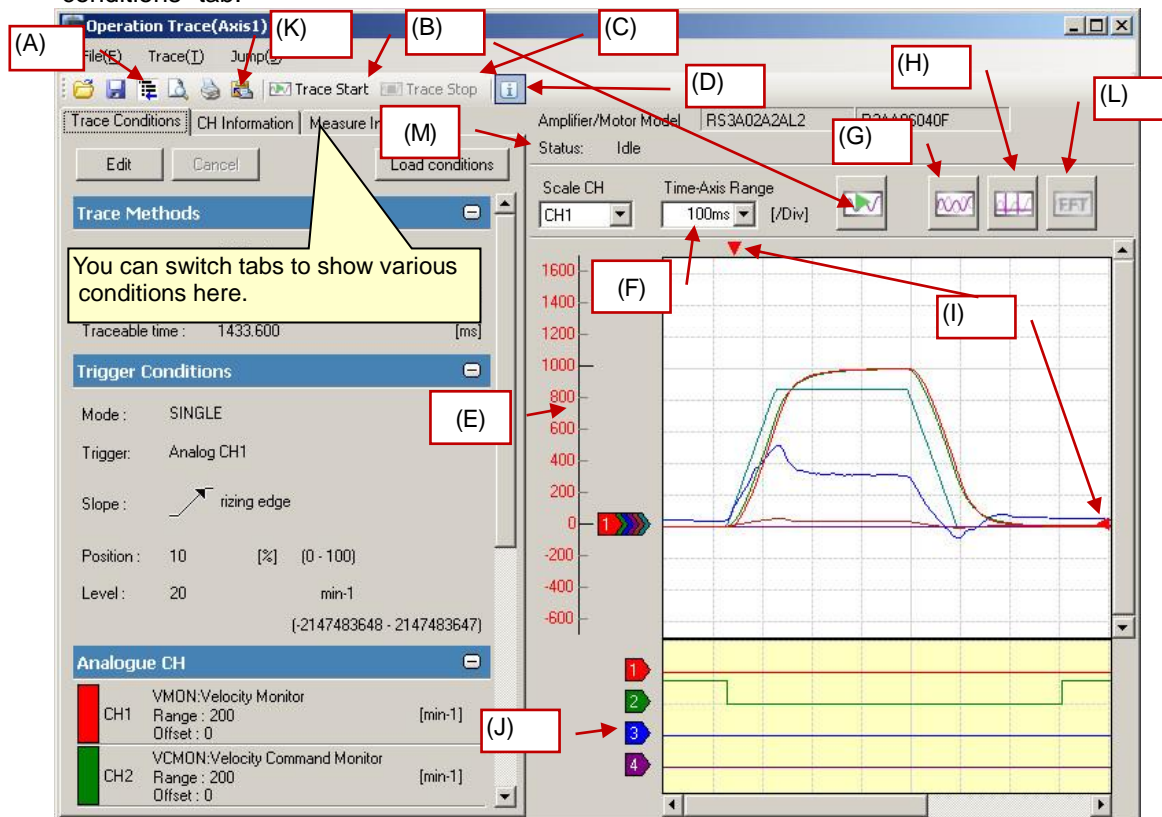 conditions" tab.
Operation Trace(Axis1)
File(F) Trace(T) Jump(
(A)
(K)
(B)
(C)
(D)
(H)
(L)
Trace Start Trace Stop
Trace Conditions CH Information Measure In
(M)
Amplifier/Motor Model RS3A02A2AL2 R2AA06040F
Status: Idle
(G)
Edit Cancel Load conditions
Scale CH Time-Axis Range
CH1 100ms [/Div] FFT
Trace Methods
You can switch tabs to show various
conditions here.
Traceable time : 1433.600 [ms]
(F)
(I)
Trigger Conditions
Mode : SINGLE
Trigger: Analog CH1
Slope : rizing edge
Position : 10 [%] (0 - 100)
Level : 20 min-1
(-2147483648 - 2147483647)
(E)
1600
1400
1200
1000
800
600
400
200
0 1
-200
-400
-600
Analogue CH
CH1 VMON:Velocity Monitor
Range : 200 [min-1]
Offset : 0
CH2 VCMON:Velocity Command Monitor
Range : 200 [min-1]
Offset : 0
(J)
1
2
3
4